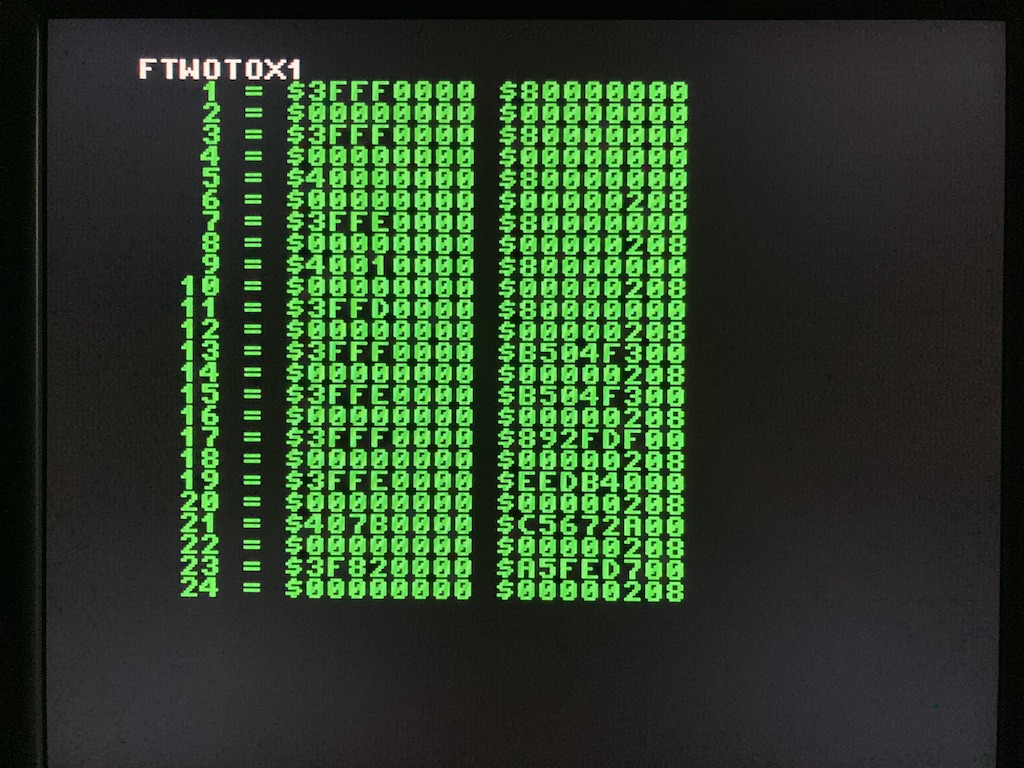 FTWOTOX1
1 = $3FFF0000 $80000000
2 = $00000000 $00000000
3 = $3FFF0000 $80000000
4 = $00000000 $00000000
5 = $40000000 $80000000
6 = $00000000 $00000208
7 = $3FFE0000 $80000000
8 = $00000000 $00000208
9 = $40010000 $80000000
10 = $00000000 $00000208
11 = $3FFD0000 $80000000
12 = $00000000 $00000208
13 = $3FFF0000 $B504F300
14 = $00000000 $00000208
15 = $3FFE0000 $B504F300
16 = $00000000 $00000208
17 = $3FFF0000 $892FDF00
18 = $00000000 $00000208
19 = $3FFE0000 $EEDB4000
20 = $00000000 $00000208
21 = $407B0000 $C5672A00
22 = $00000000 $00000208
23 = $3F820000 $A5FED700
24 = $00000000 $00000208